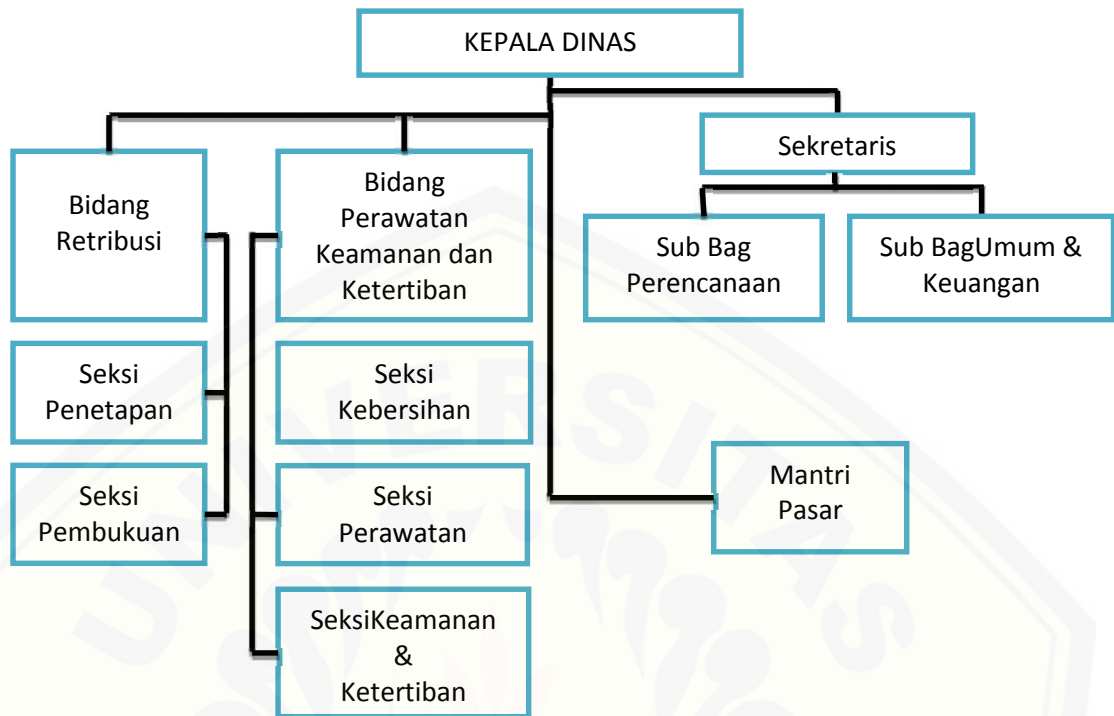 KEPALA DINAS
Sekretaris
Bidang
Retribusi
Bidang
Perawatan
Keamanan dan
Ketertiban
Sub Bag
Perencanaan
Sub BagUmum &
Keuangan
Seksi
Penetapan
Seksi
Kebersihan
Seksi
Pembukuan
Seksi
Perawatan
Mantri
Pasar
SeksiKeamanan
&
Ketertiban
UNIVERSITAS